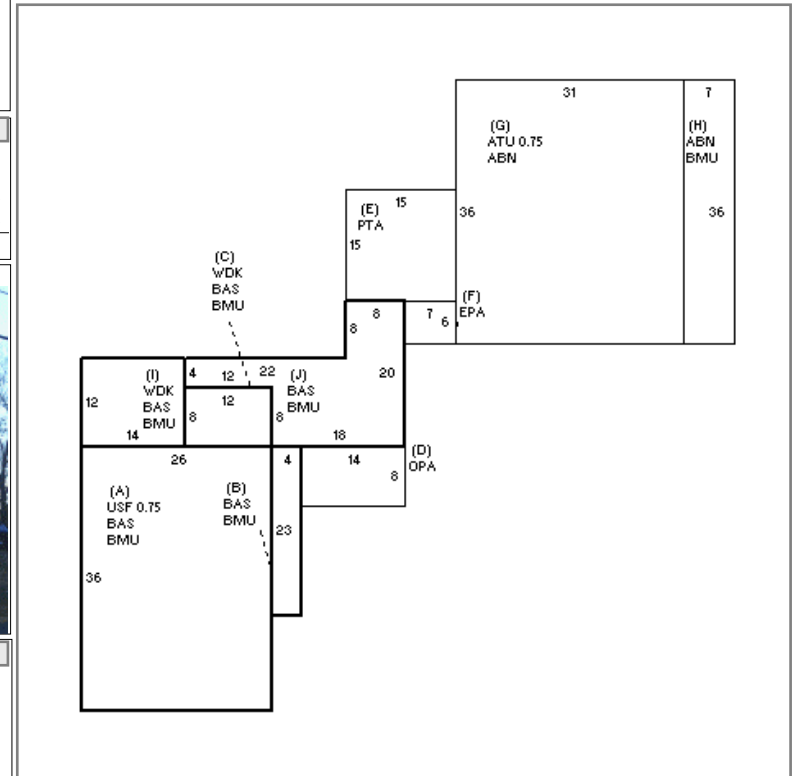 31
7
(G)
ATU 0.75
ABN
(H)
ABN
BMU
36
36
(E)
PTA
15
15
(C)
WDK
BAS
BMU
(F)
EPA
7
6
8
8
20
(I)
WDK
BAS
BMU
12
14
4
12
22
(J)
BAS
BMU
12
8
8
18
(D)
OPA
26
4
14
8
(A)
USF 0.75
BAS
BMU
(B)
BAS
BMU
23
36